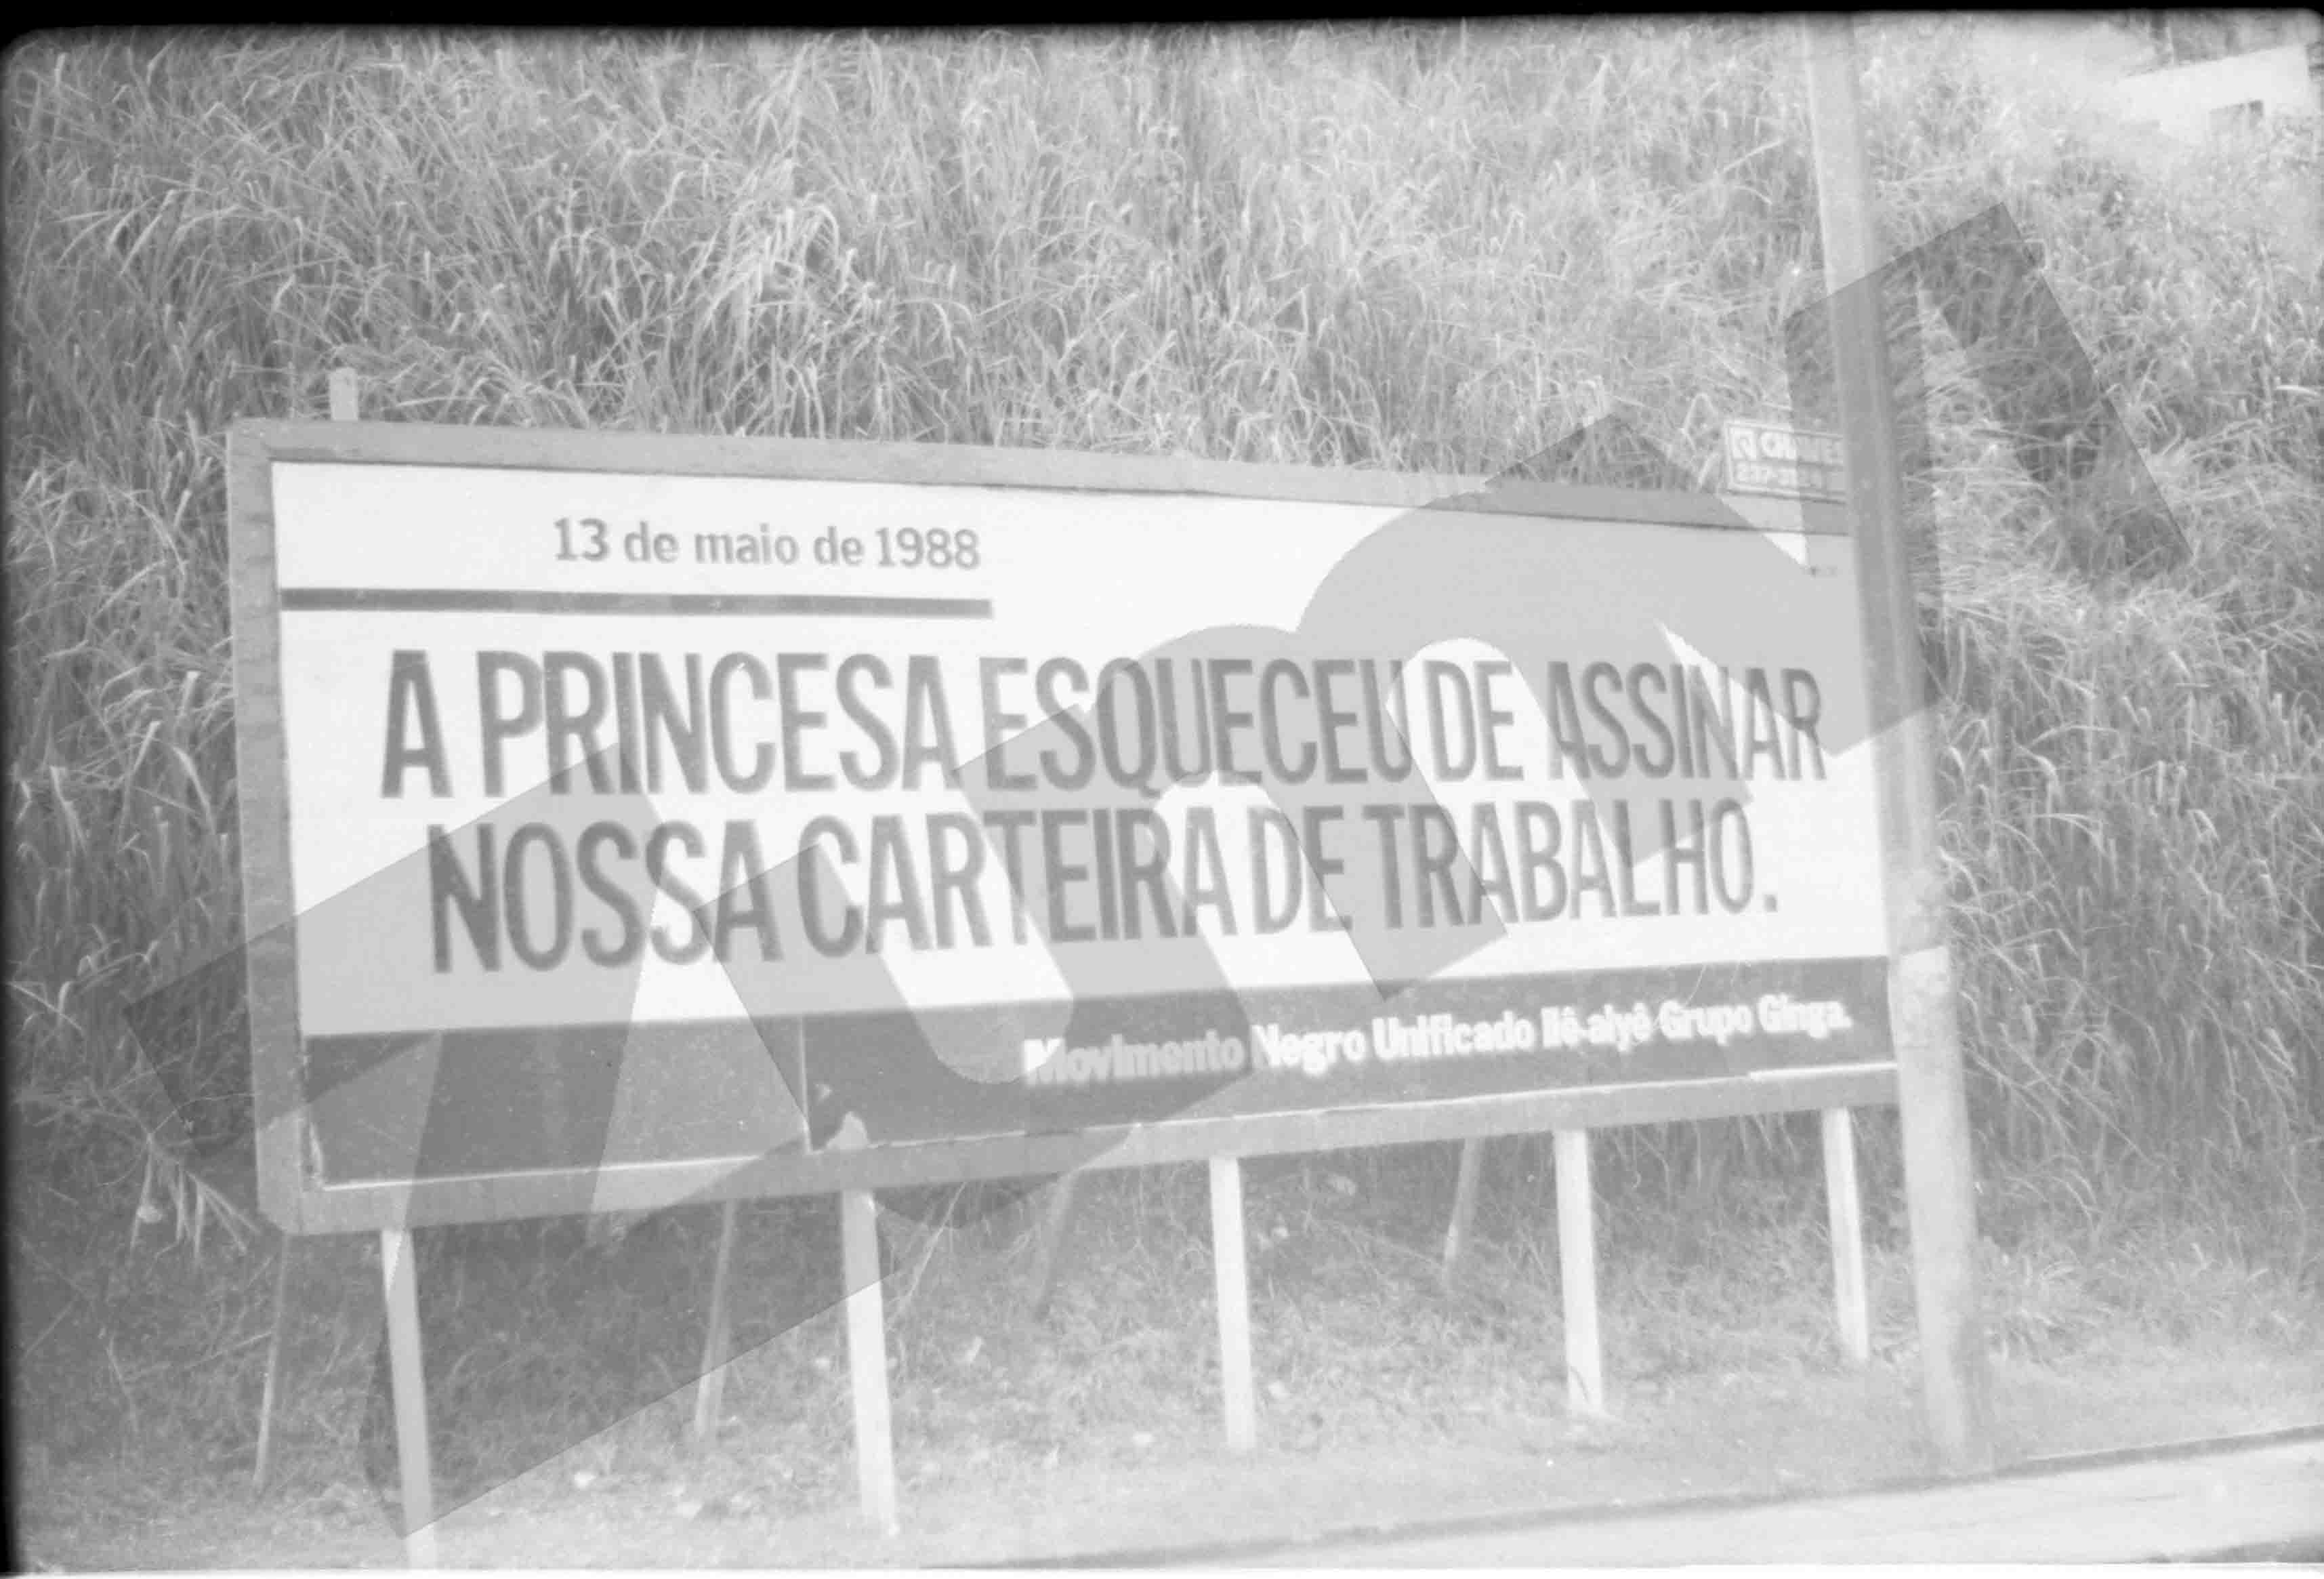 13 de maio de 1988
A PRINCESA ESQUECEU DE ASSINAR
NOSSA CARTEIRA DE TRABALHO.
Movimento Negro Unificado Ilê-aiyê Grupo Ginga.
Zumvi